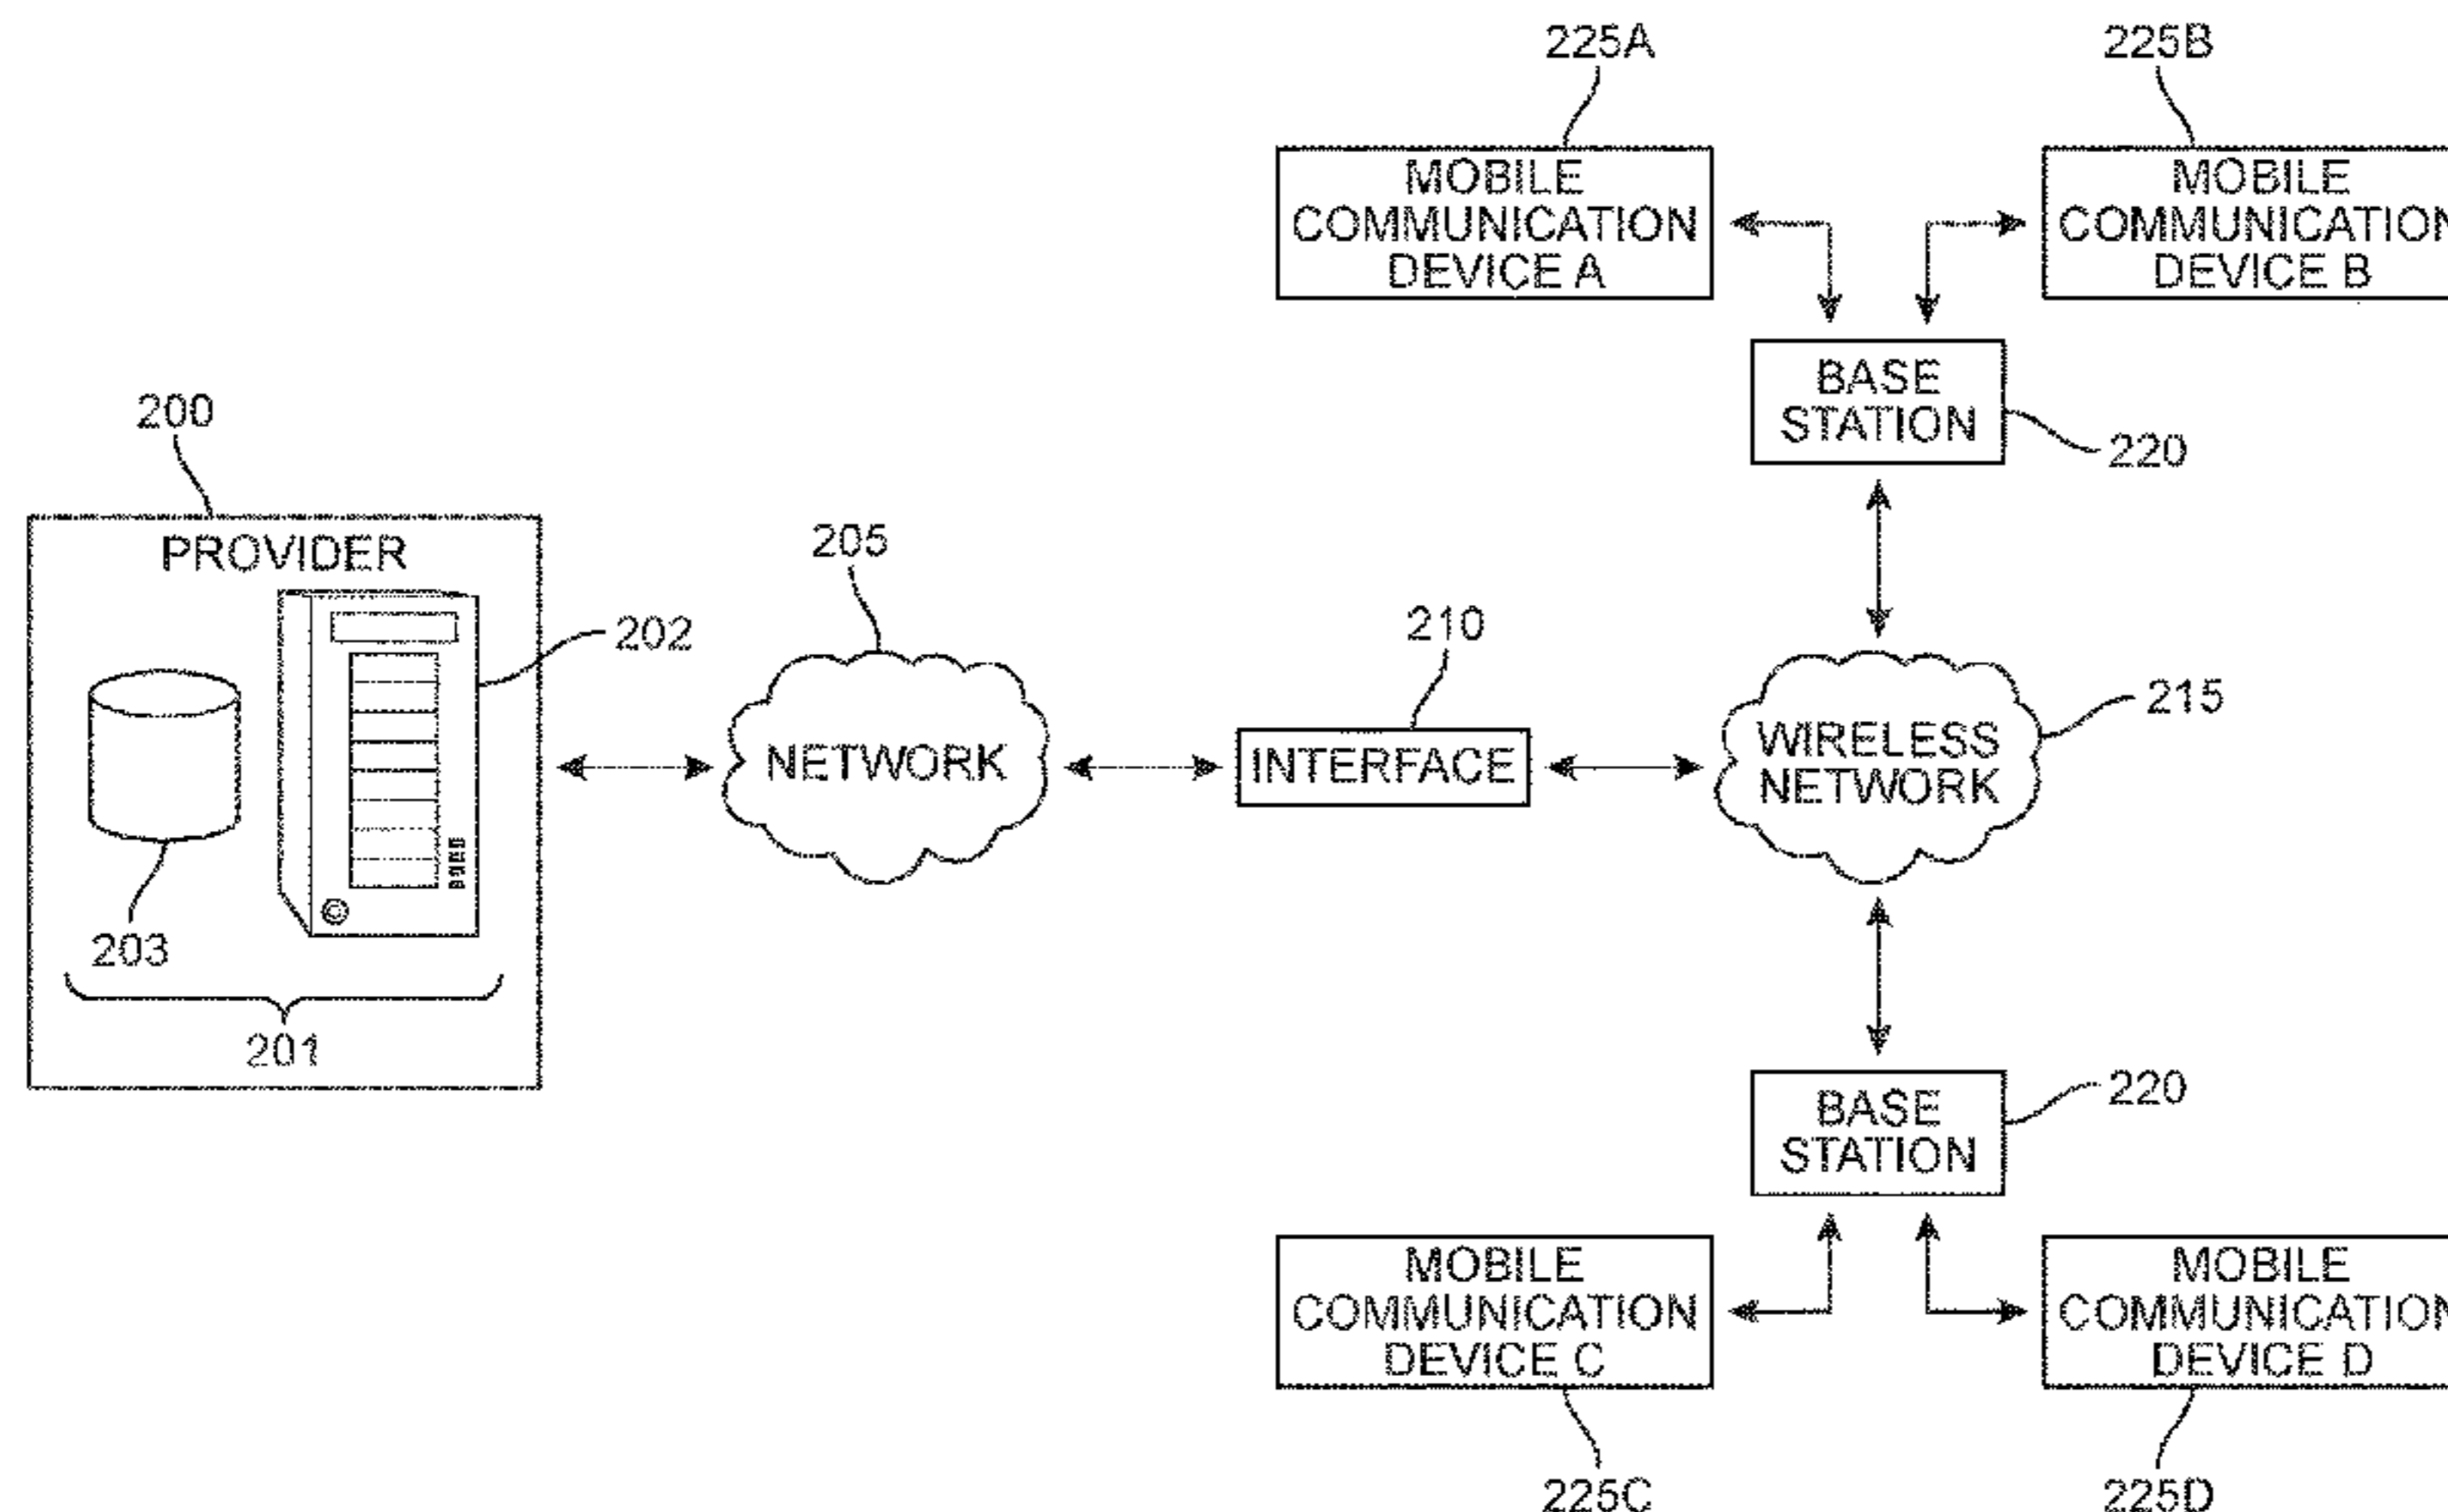 225A
225B
MOBILE
COMMUNICATION
DEVICE A
MOBILE
COMMUNICATION
DEVICE B
BASE
STATION
220
200
PROVIDER
202
203
201
205
NETWORK
210
INTERFACE
215
WIRELESS
NETWORK
BASE
STATION
220
MOBILE
COMMUNICATION
DEVICE C
MOBILE
COMMUNICATION
DEVICE D
225C
225D